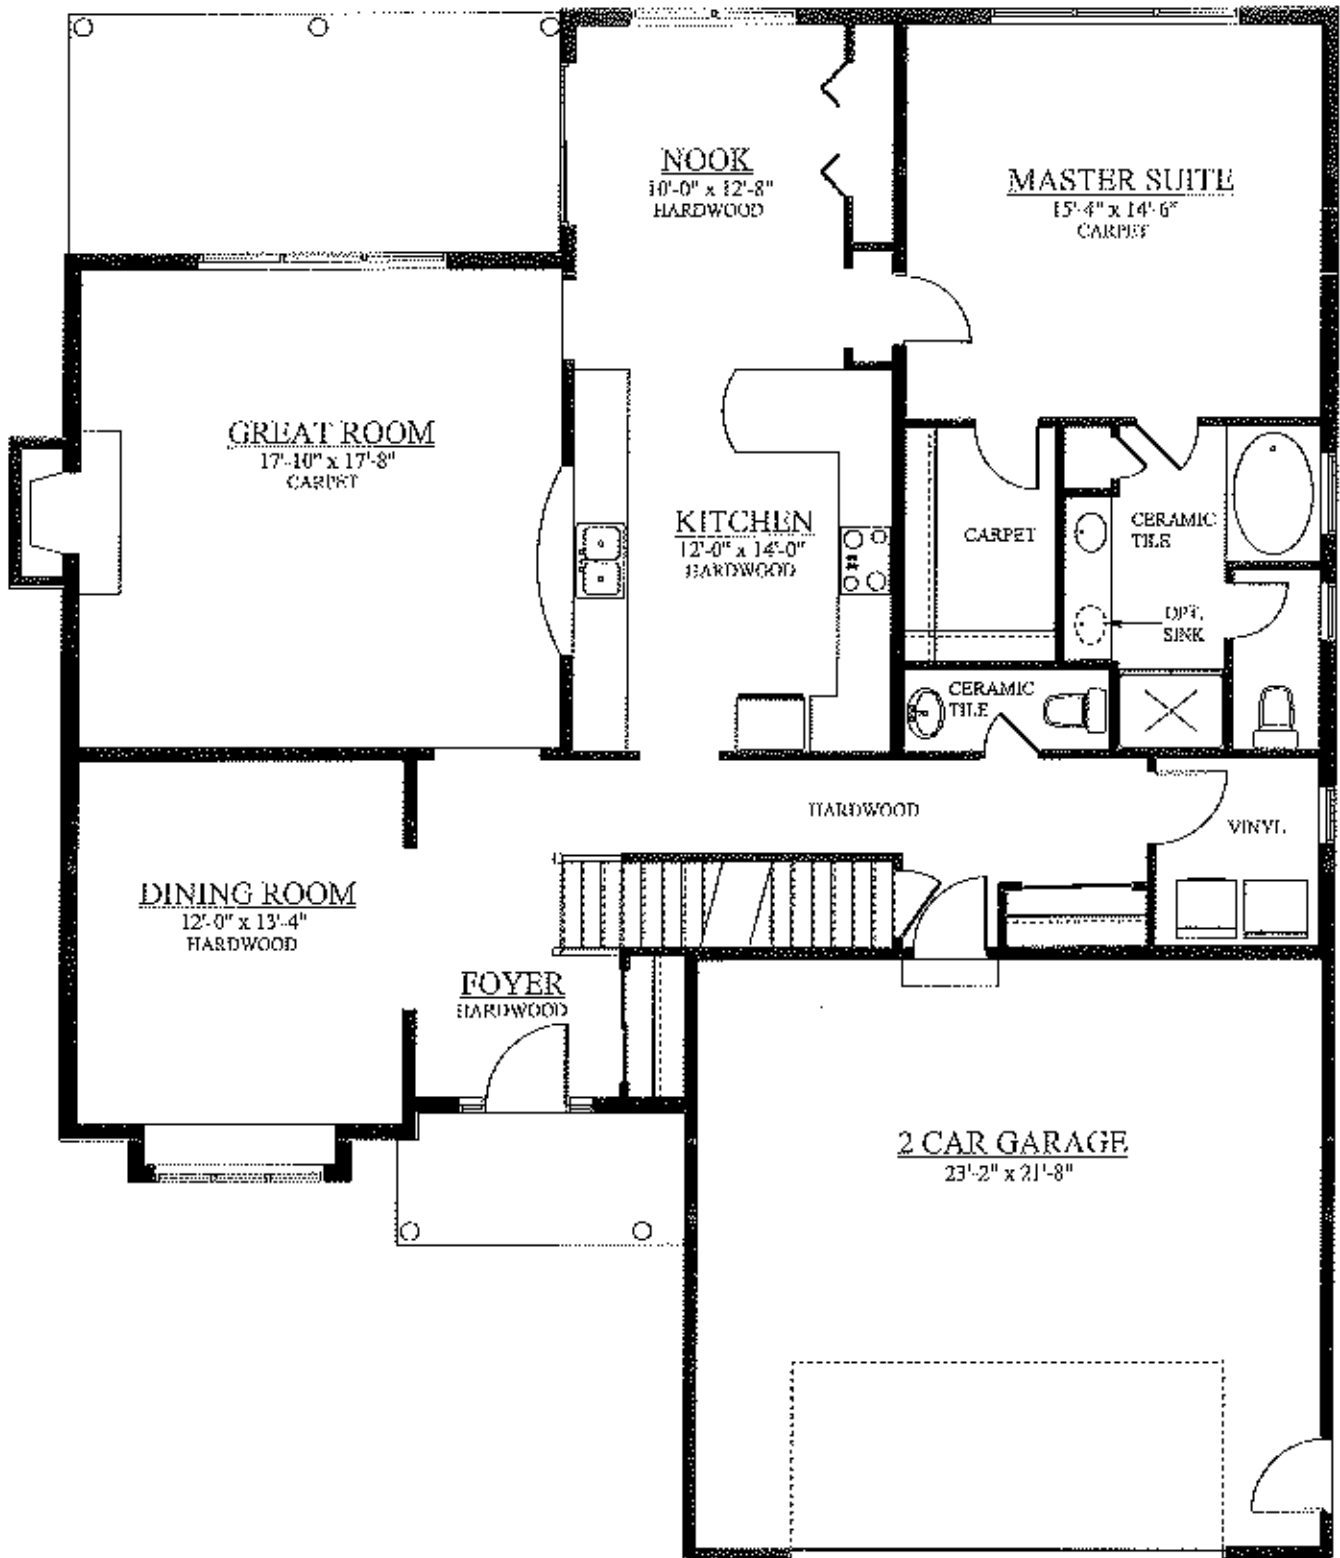 NOOK
10'-0" x 12'-8"
HARDWOOD
MASTER SUITE
15'-4" x 14'-6"
CARPET
GREAT ROOM
17'-10" x 17'-8"
CARPET
KITCHEN
12'-0" x 14'-0"
HARDWOOD
CARPET
CERAMIC
TILE
OPT.
SINK
CERAMIC
TILE
HARDWOOD
VINYL
DINING ROOM
12'-0" x 13'-4"
HARDWOOD
FOYER
HARDWOOD
2 CAR GARAGE
23'-2" x 21'-8"